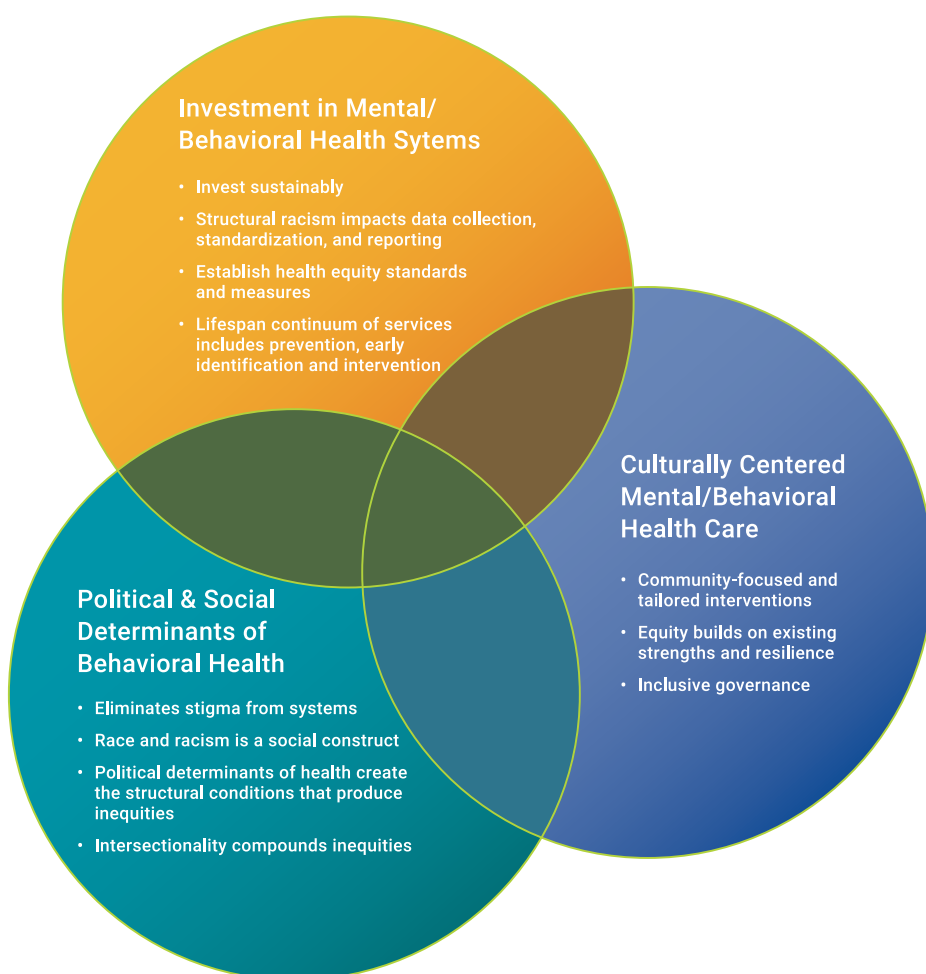 Investment in Mental/
Behavioral Health Sytems
• Invest sustainably
• Structural racism impacts data collection,
standardization, and reporting
• Establish health equity standards
and measures
• Lifespan continuum of services
includes prevention, early
identification and intervention
Culturally Centered
Mental/Behavioral
Health Care
• Community-focused and
tailored interventions
• Equity builds on existing
strengths and resilience
• Inclusive governance
Political & Social
Determinants of
Behavioral Health
• Eliminates stigma from systems
• Race and racism is a social construct
• Political determinants of health create
the structural conditions that produce
inequities
• Intersectionality compounds inequities